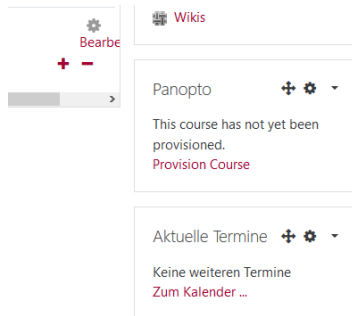 Bearbe
+ −
Wikis
Panopto
This course has not yet been
provisioned.
Provision Course
Aktuelle Termine
Keine weiteren Termine
Zum Kalender ...